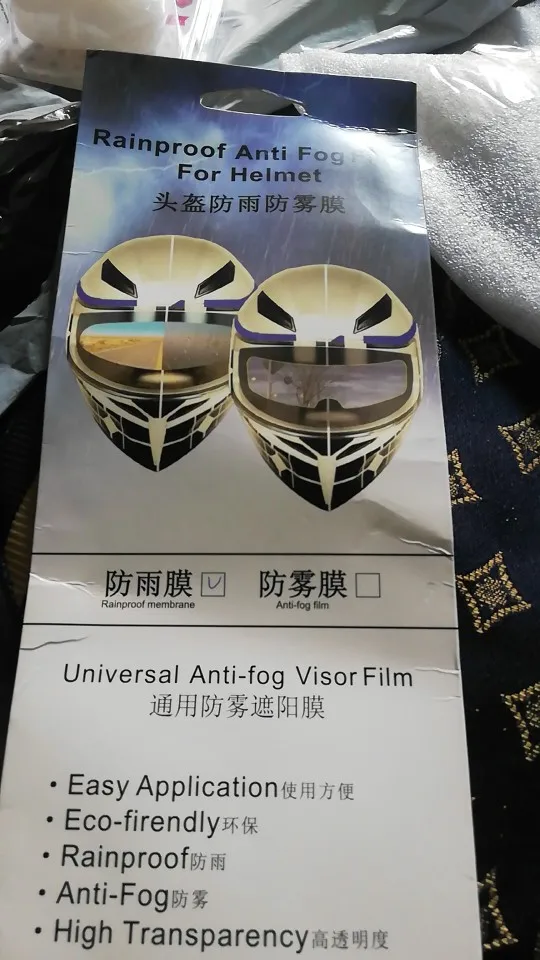 Rainproof Anti Fog
For Helmet
头盔防雨防雾膜
防雨膜 防雾膜
Rainproof membrane Anti-fog film
Universal Anti-fog Visor Film
通用防雾遮阳膜
• Easy Application使用方便
• Eco-firendly环保
• Rainproof防雨
• Anti-Fog防雾
• High Transparency高透明度